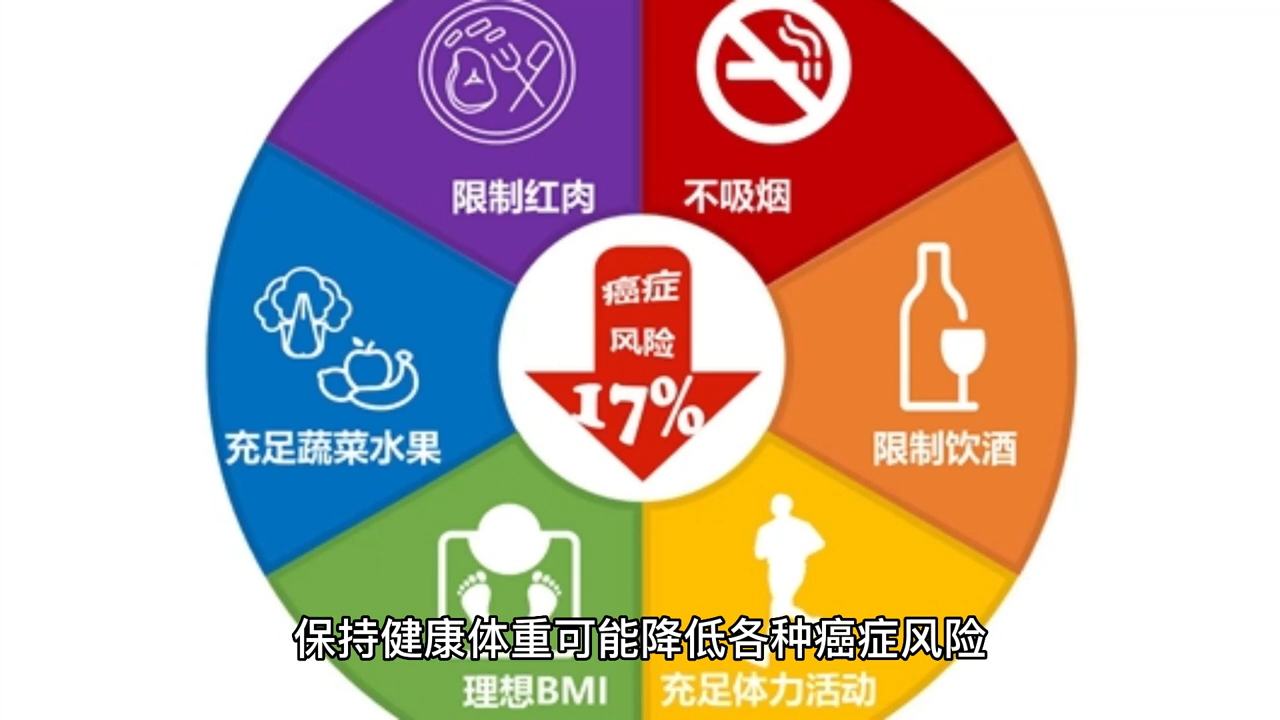 限制红肉
不吸烟
癌症
风险
17%
充足蔬菜水果
限制饮酒
保持健康体重可能降低各种癌症风险
理想BMI
充足体力活动